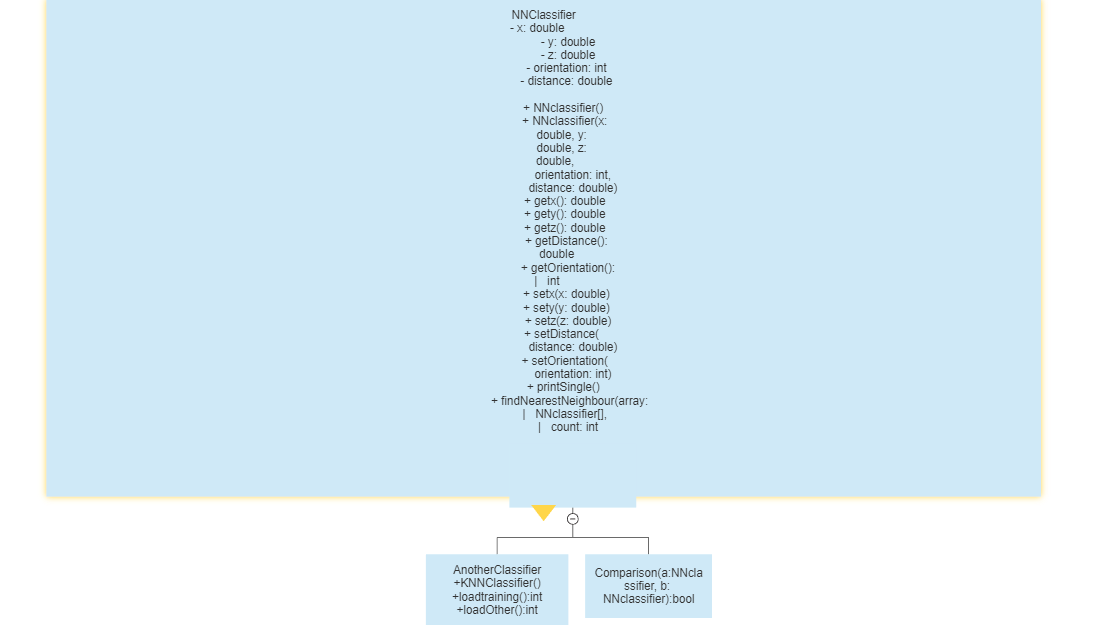 NNClassifier
- x: double
- y: double
- z: double
- orientation: int
- distance: double
+ NNclassifier()
+ NNclassifier(x:
double, y:
double, z:
double,
orientation: int,
distance: double)
+ getx(): double
+ gety(): double
+ getz(): double
+ getDistance():
double
+ getOrientation():
| int
+ setx(x: double)
+ sety(y: double)
+ setz(z: double)
+ setDistance(
distance: double)
+ setOrientation(
orientation: int)
+ printSingle()
+ findNearestNeighbour(array:
| NNclassifier[],
| count: int
AnotherClassifier
+KNNClassifier()
+loadtraining():int
+loadOther():int
Comparison(a:NNcla
ssifier, b:
NNclassifier):bool